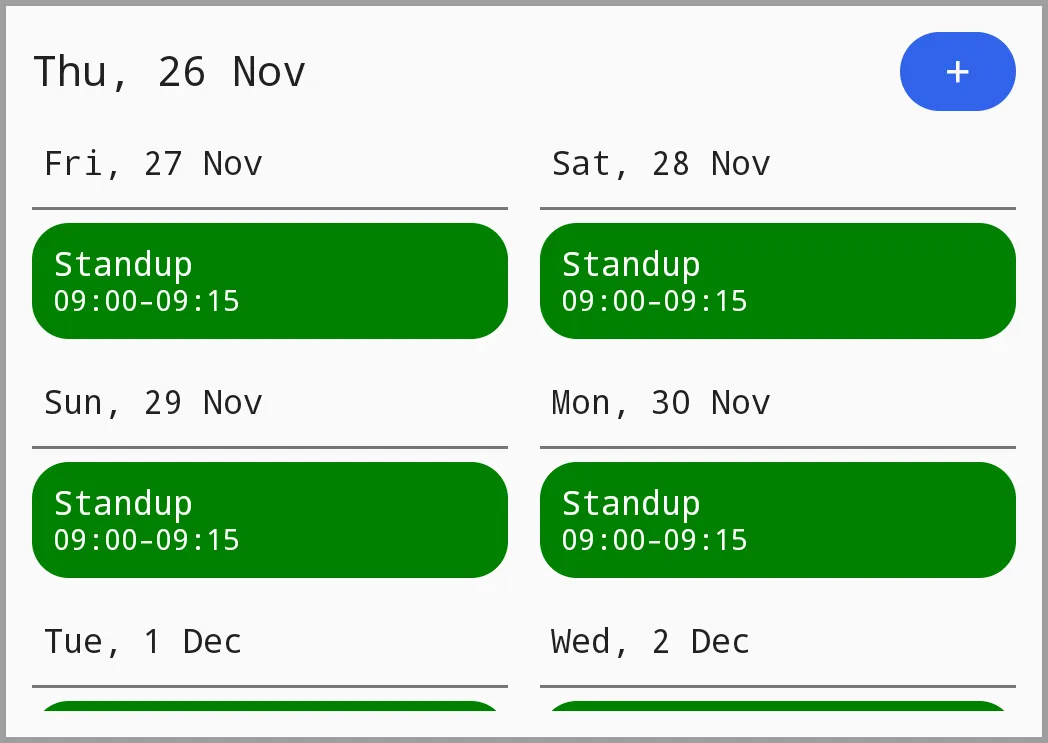 Thu, 26 Nov
+
Fri, 27 Nov
Sat, 28 Nov
Standup
09:00–09:15
Standup
09:00–09:15
Sun, 29 Nov
Mon, 30 Nov
Standup
09:00–09:15
Standup
09:00–09:15
Tue, 1 Dec
Wed, 2 Dec